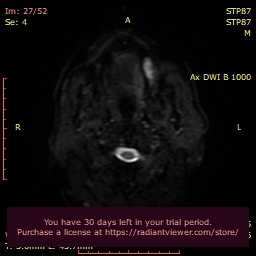 Im: 27/52
Se: 4
A
STP87
STP87
M
Ax DWI B 1000
R
L
You have 30 days left in your trial period.
Purchase a license at https://radiantviewer.com/store/